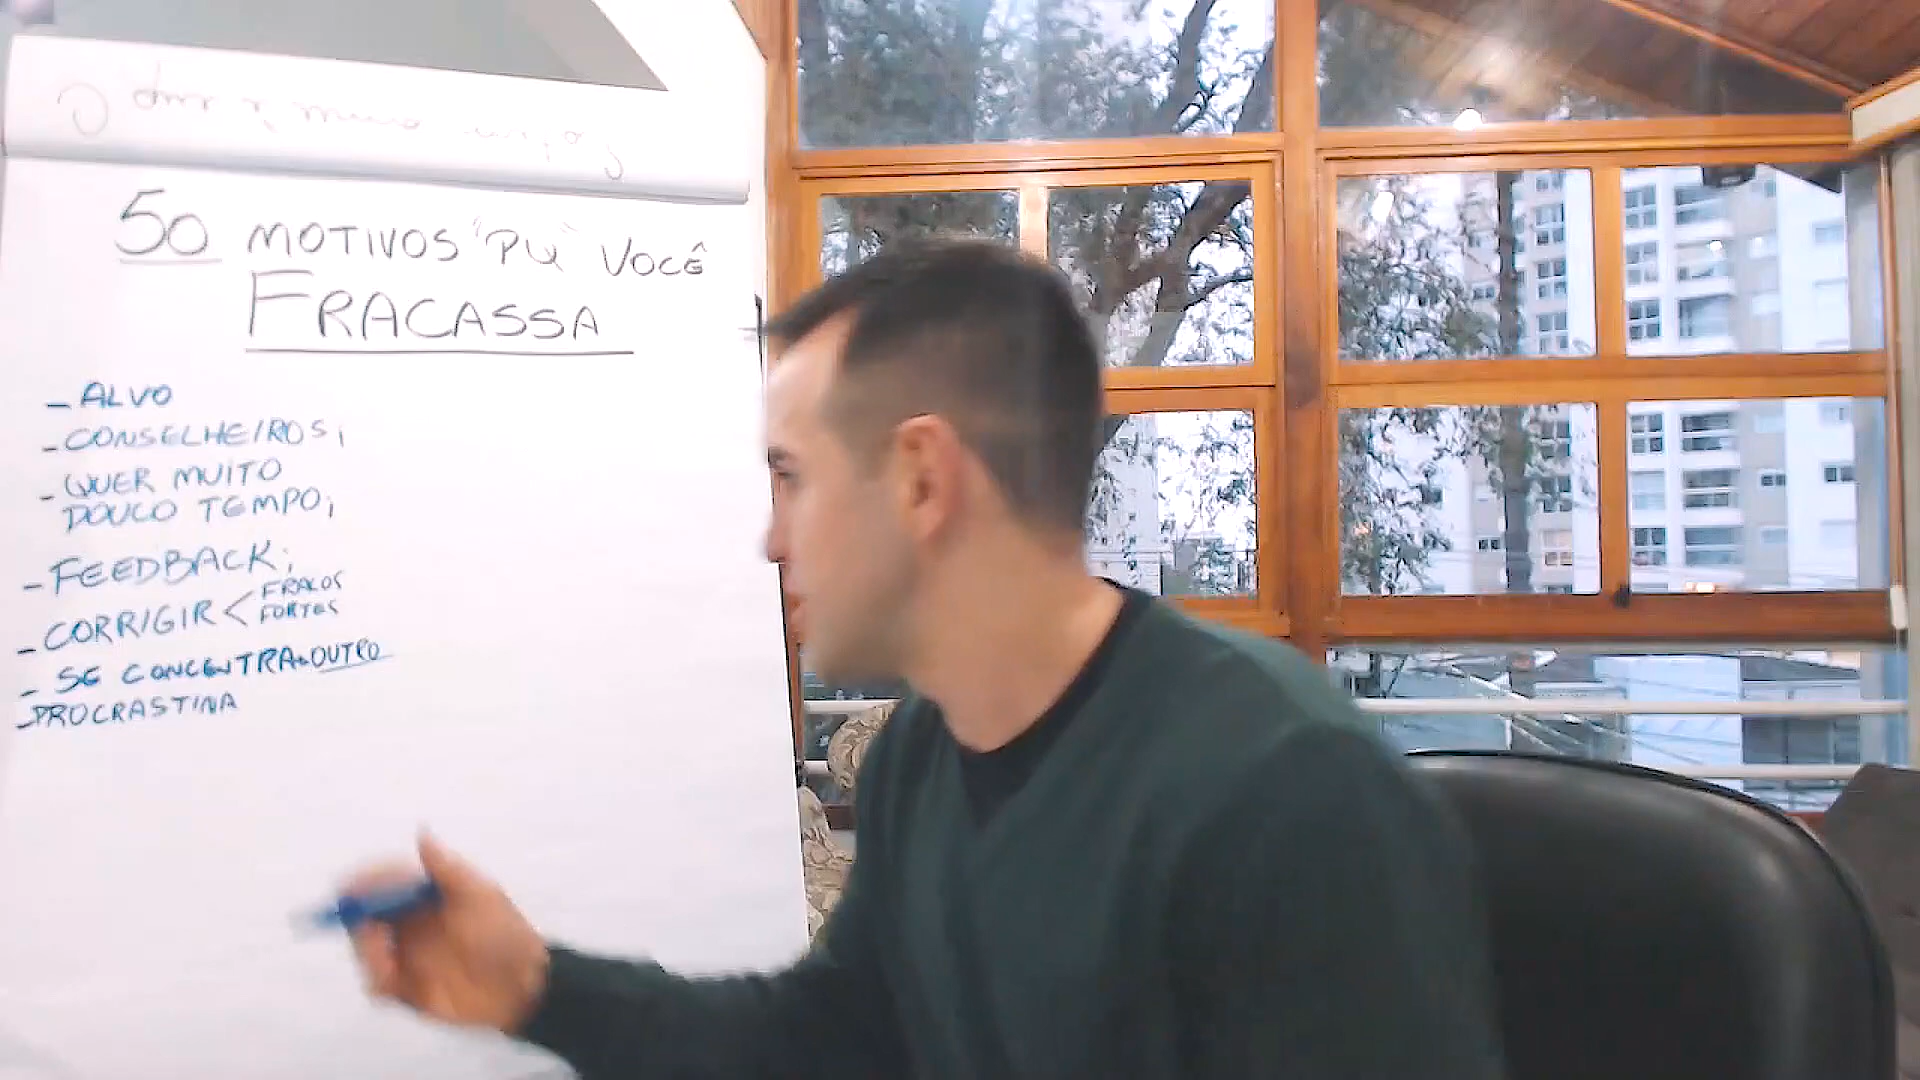 50 MOTIVOS "PQ" VOCÊ
FRACASSA
- ALVO
- CONSELHEIROS;
- QUER MUITO
POUCO TEMPO;
- FEEDBACK;
- CORRIGIR < FRACOS
FORTES
- SE CONCENTRA OUTRO
- PROCRASTINA